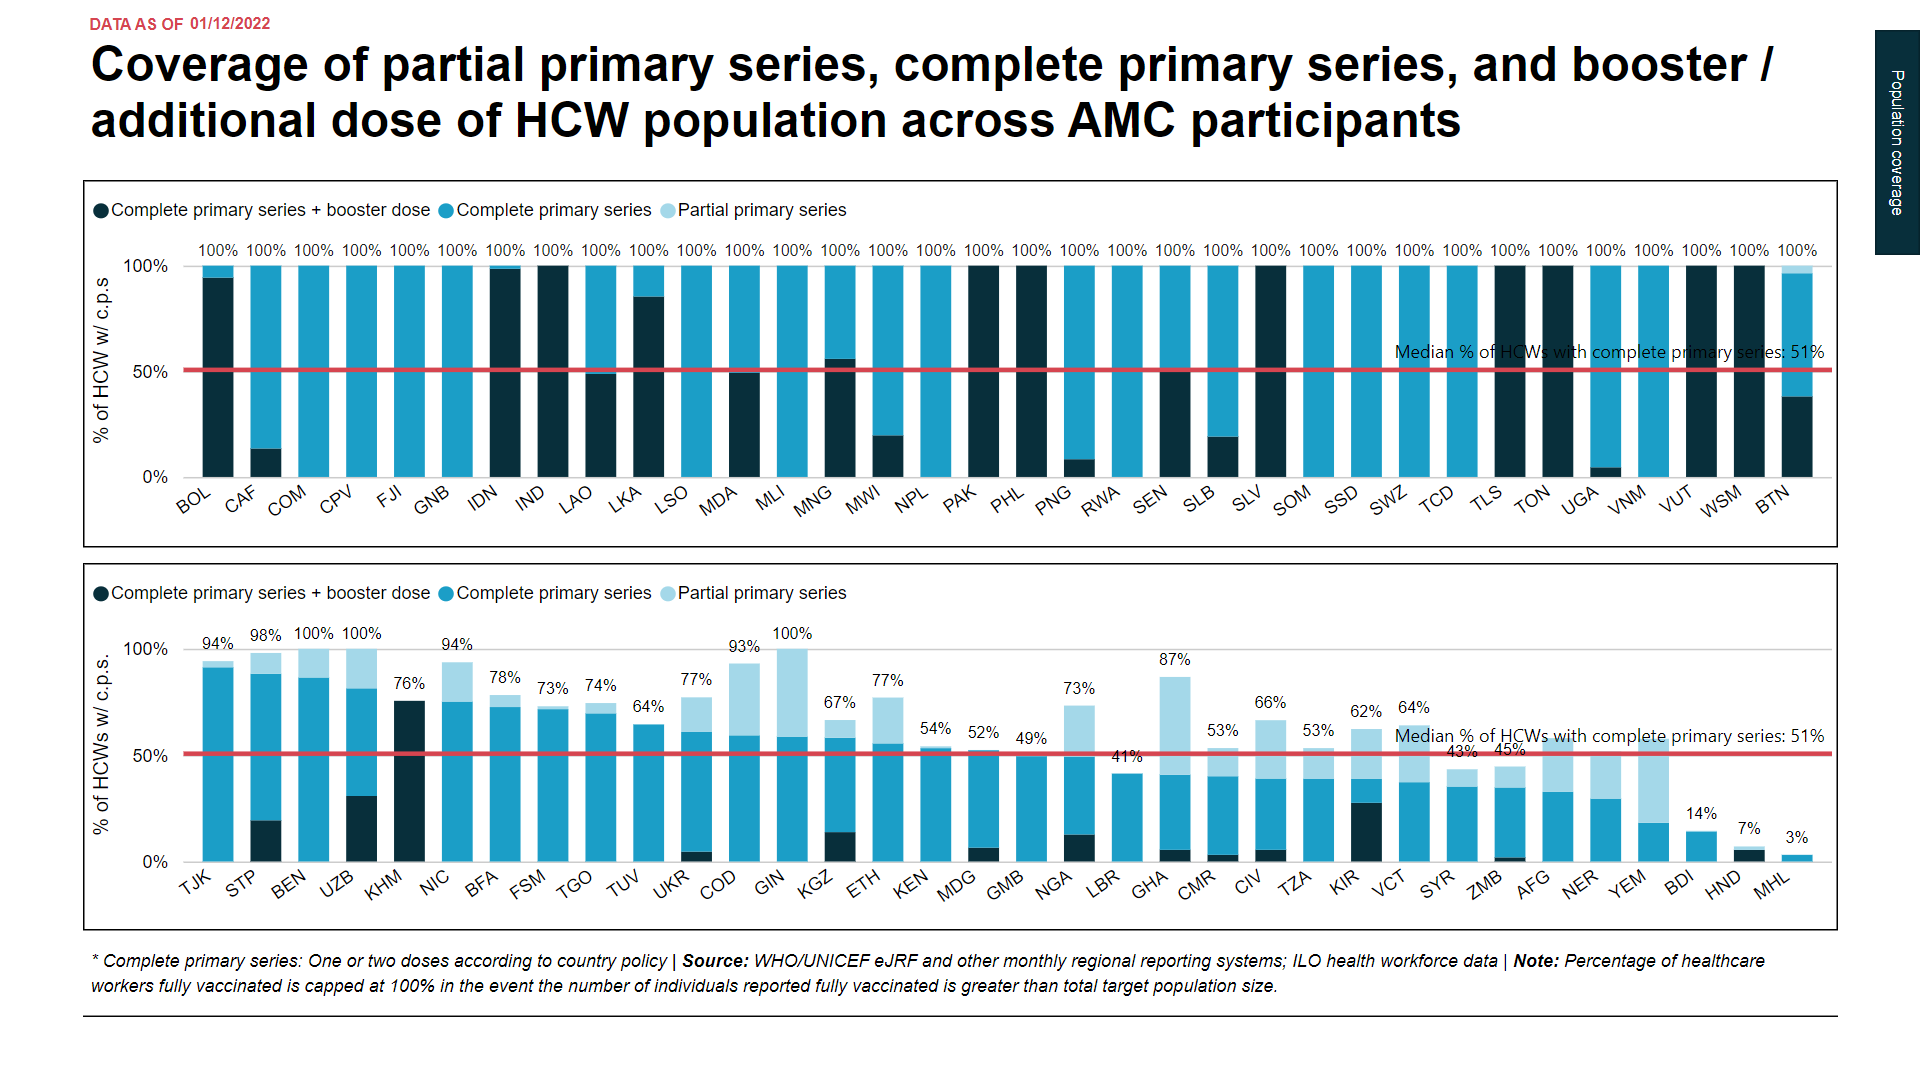 DATA AS OF 01/12/2022
Coverage of partial primary series, complete primary series, and booster /
additional dose of HCW population across AMC participants
Population coverage
Complete primary series + booster dose Complete primary series Partial primary series
100% 100% 100% 100% 100% 100% 100% 100% 100% 100% 100% 100% 100% 100% 100% 100% 100% 100% 100% 100% 100% 100% 100% 100% 100% 100% 100% 100% 100% 100% 100% 100% 100% 100%
100%
50%
0%
% of HCW w/ c.p.s
Median % of HCWs with complete primary series: 51%
BOL CAF COM CPV FJI GNB IDN IND LAO LKA LSO MDA MLI MNG MWI NPL PAK PHL PNG RWA SEN SLB SLV SOM SSD SWZ TCD TLS TON UGA VNM VUT WSM BTN
Complete primary series + booster dose Complete primary series Partial primary series
94% 98% 100% 100% 76% 94% 78% 73% 74% 64% 77% 93% 100% 67% 77% 54% 52% 49% 73% 41% 87% 53% 66% 53% 62% 64% 43% 45% 14% 7% 3%
100%
50%
0%
% of HCWs w/ c.p.s.
Median % of HCWs with complete primary series: 51%
TJK STP BEN UZB KHM NIC BFA FSM TGO TUV UKR COD GIN KGZ ETH KEN MDG GMB NGA LBR GHA CMR CIV TZA KIR VCT SYR ZMB AFG NER YEM BDI HND MHL
* Complete primary series: One or two doses according to country policy | Source: WHO/UNICEF eJRF and other monthly regional reporting systems; ILO health workforce data | Note: Percentage of healthcare
workers fully vaccinated is capped at 100% in the event the number of individuals reported fully vaccinated is greater than total target population size.